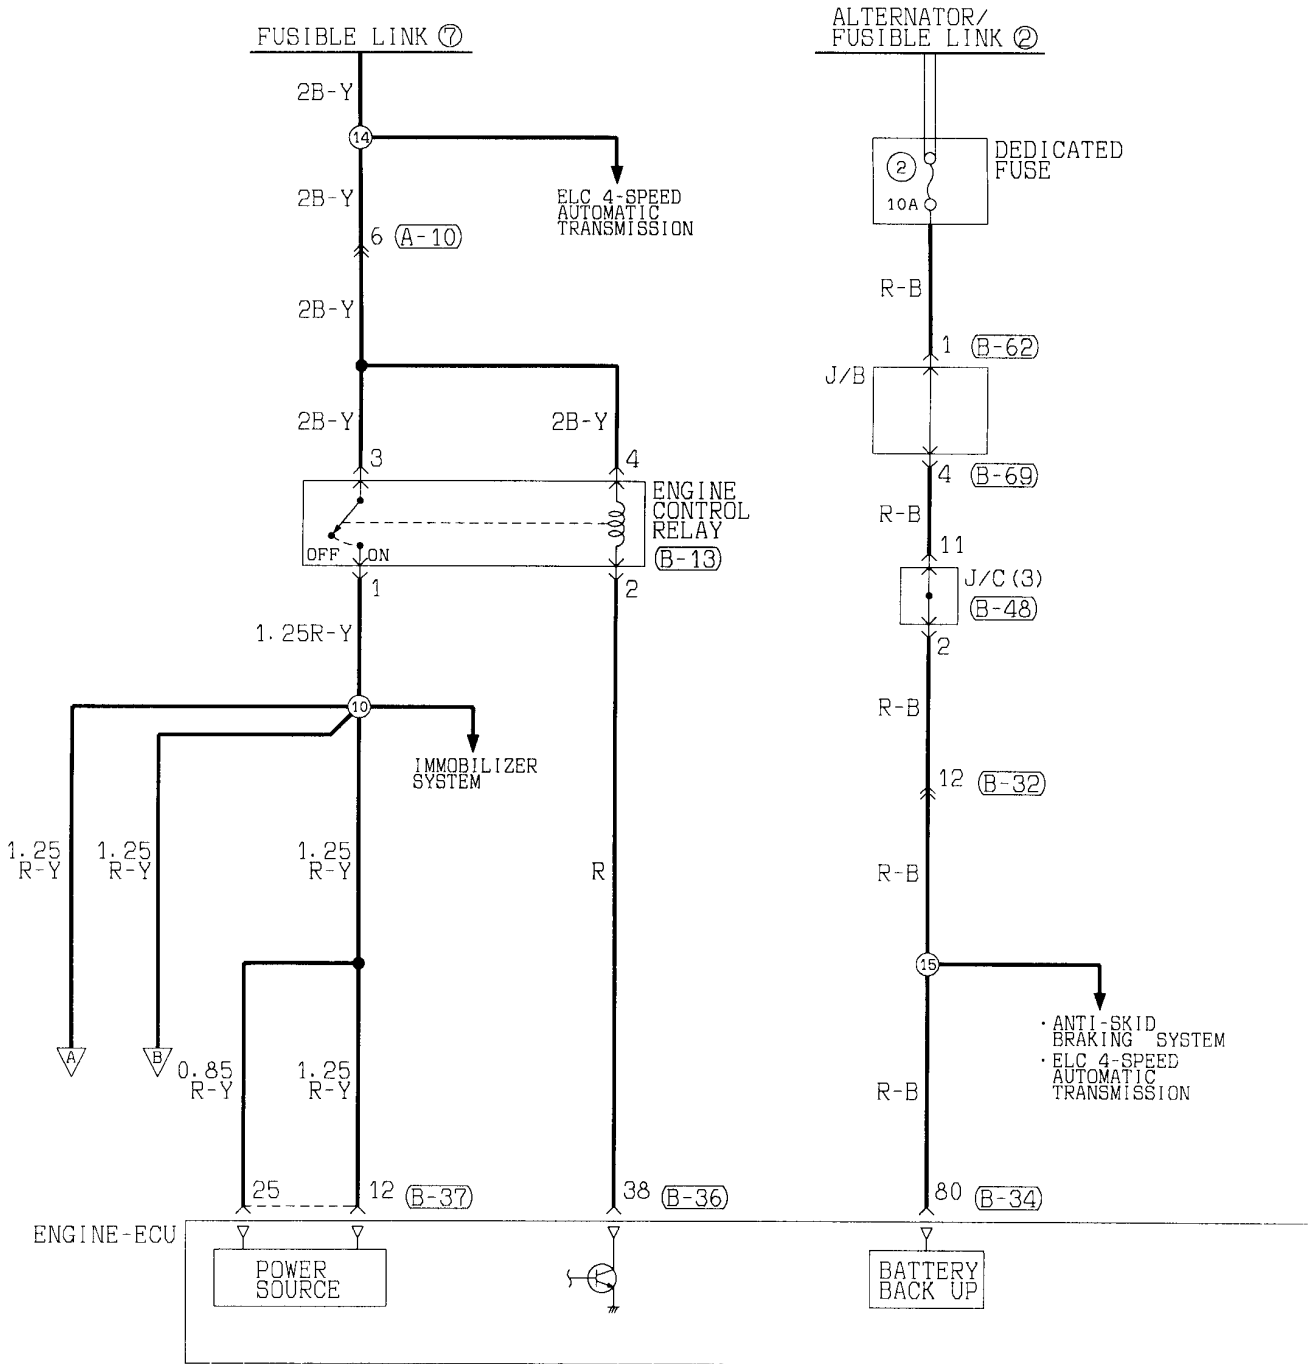 FUSIBLE LINK ⑦
ALTERNATOR/
FUSIBLE LINK ②
2B-Y
14
ELC 4-SPEED
AUTOMATIC
TRANSMISSION
DEDICATED
FUSE
2
10A
2B-Y
6 A-10
R-B
2B-Y
1 B-62
J/B
2B-Y
2B-Y
3
4
4 B-69
ENGINE
CONTROL
RELAY
B-13
OFF
ON
R-B
11
J/C(3)
B-48
1
2
2
1.25R-Y
10
IMMOBILIZER
SYSTEM
R-B
12 B-32
1.25
R-Y
1.25
R-Y
1.25
R-Y
R
R-B
15
· ANTI-SKID
BRAKING SYSTEM
· ELC 4-SPEED
AUTOMATIC
TRANSMISSION
A
B
0.85
R-Y
1.25
R-Y
R-B
25
12 B-37
38 B-36
80 B-34
ENGINE-ECU
POWER
SOURCE
BATTERY
BACK UP